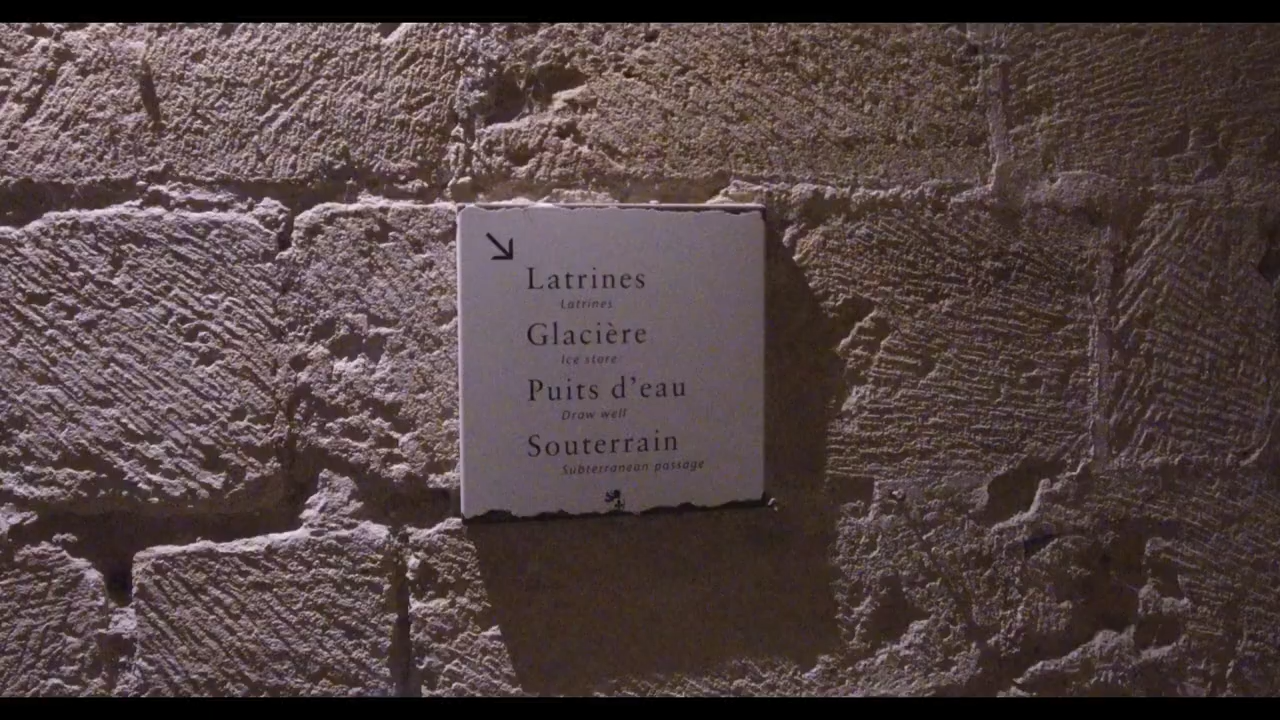 Latrines
Latrines
Glacière
Ice store
Puits d'eau
Draw well
Souterrain
Subterranean passage